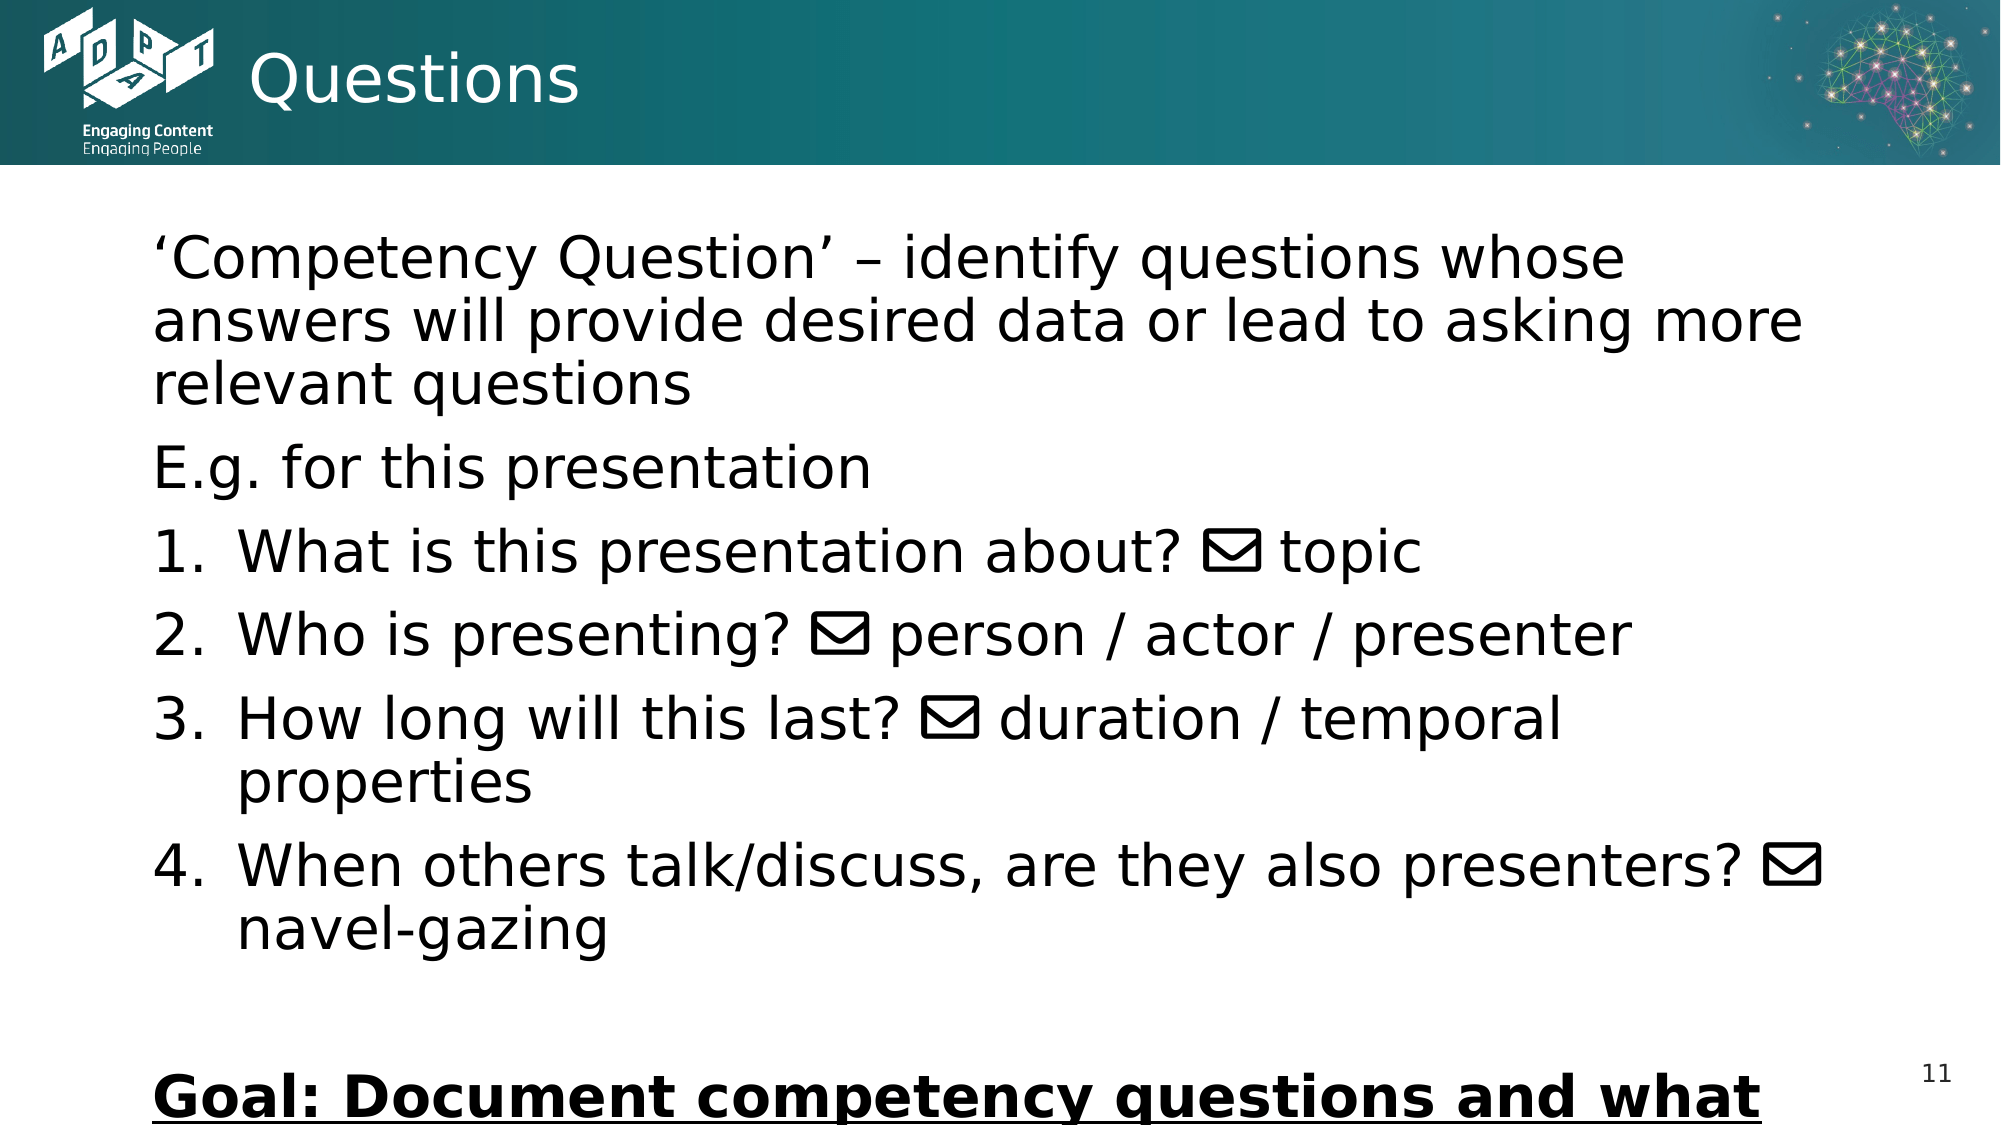 A D A P T
Engaging Content
Engaging People
Questions
‘Competency Question’ – identify questions whose
answers will provide desired data or lead to asking more
relevant questions
E.g. for this presentation
1. What is this presentation about? 🖂 topic
2. Who is presenting? 🖂 person / actor / presenter
3. How long will this last? 🖂 duration / temporal
properties
4. When others talk/discuss, are they also presenters? 🖂
navel-gazing
Goal: Document competency questions and what
11